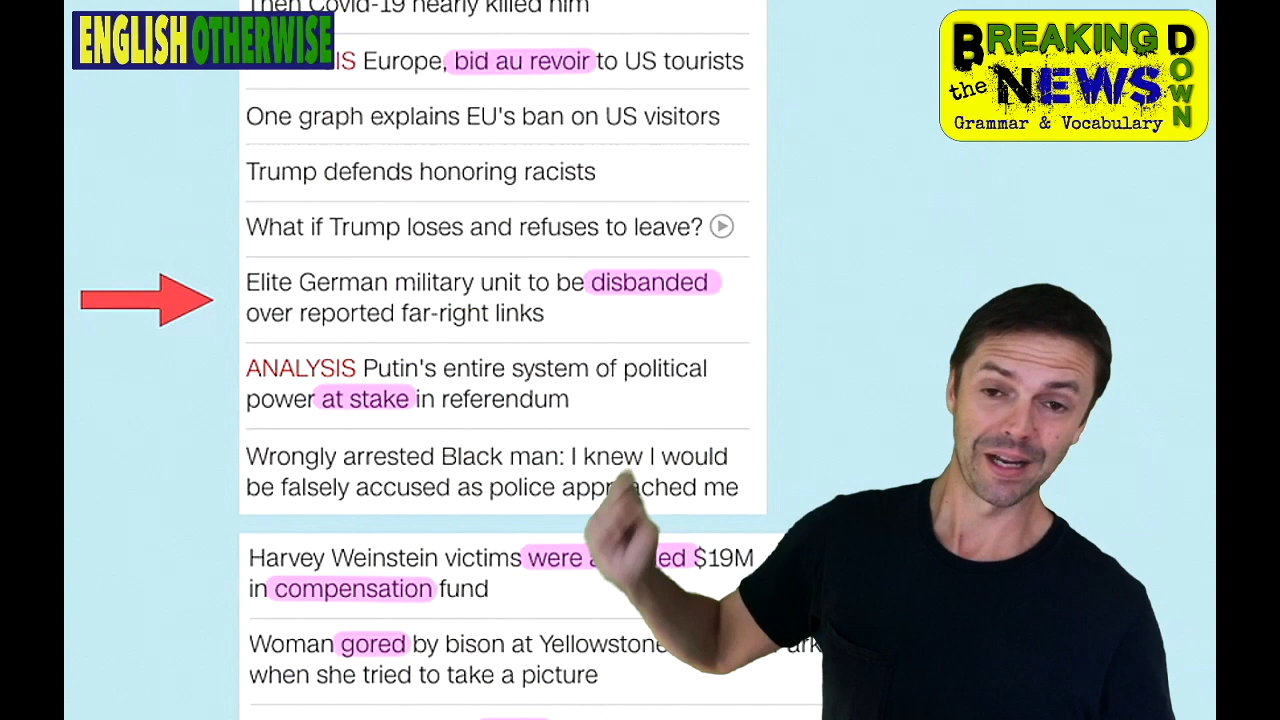 Then Covid-19 nearly killed him
ENGLISH OTHERWISE
IS Europe, bid au revoir to US tourists
One graph explains EU's ban on US visitors
Trump defends honoring racists
What if Trump loses and refuses to leave?
Elite German military unit to be disbanded
over reported far-right links
ANALYSIS Putin's entire system of political
power at stake in referendum
Wrongly arrested Black man: I knew I would
be falsely accused as police approached me
Harvey Weinstein victims were $19M
in compensation fund
Woman gored by bison at Yellowstone
when she tried to take a picture
BREAKING DOWN
the NEWS
Grammar & Vocabulary